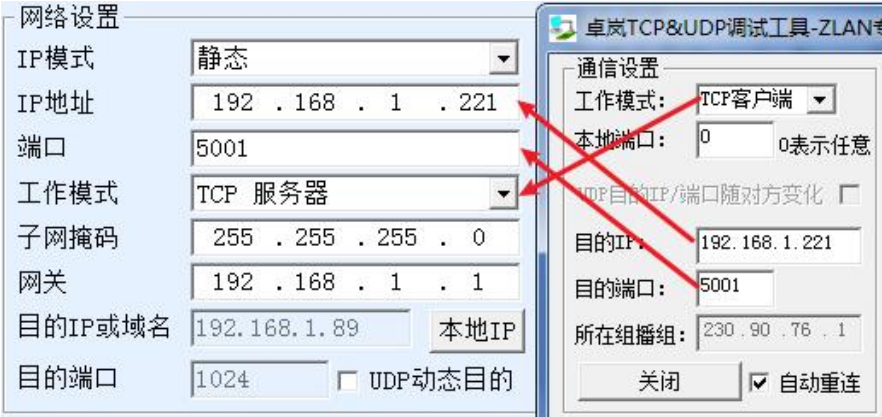 网络设置
IP模式
静态
IP地址
192 . 168 . 1 . 221
端口
5001
工作模式
TCP 服务器
子网掩码
255 . 255 . 255 . 0
网关
192 . 168 . 1 . 1
目的IP或域名
192.168.1.89
本地IP
目的端口
1024
UDP动态目的
卓岚TCP&UDP调试工具-ZLAN
通信设置
工作模式：
TCP客户端
本地端口：
0
0表示任意
UDP目的IP/端口随对方变化
目的IP：
192.168.1.221
目的端口：
5001
所在组播组：
230 .90 .76 .1
关闭
自动重连